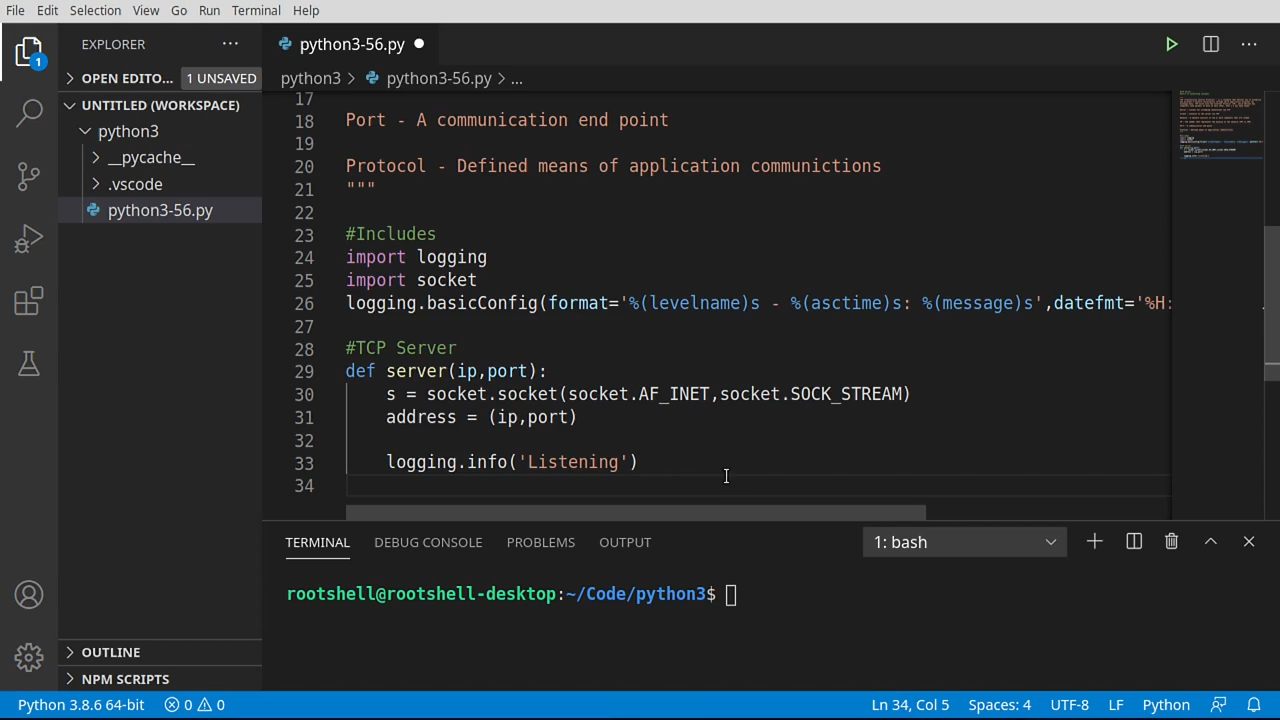 File Edit Selection View Go Run Terminal Help
EXPLORER
python3-56.py
1
OPEN EDITO... 1 UNSAVED
python3 > python3-56.py > ...
UNTITLED (WORKSPACE)
python3
__pycache__
.vscode
python3-56.py
17
18 Port - A communication end point
19
20 Protocol - Defined means of application communictions
21 """
22
23 #Includes
24 import logging
25 import socket
26 logging.basicConfig(format='%(levelname)s - %(asctime)s: %(message)s',datefmt='%H:
27
28 #TCP Server
29 def server(ip,port):
30 s = socket.socket(socket.AF_INET,socket.SOCK_STREAM)
31 address = (ip,port)
32
33 logging.info('Listening')
34
TERMINAL DEBUG CONSOLE PROBLEMS OUTPUT 1: bash
rootshell@rootshell-desktop:~/Code/python3$
OUTLINE
NPM SCRIPTS
Python 3.8.6 64-bit 0 0 Ln 34, Col 5 Spaces: 4 UTF-8 LF Python